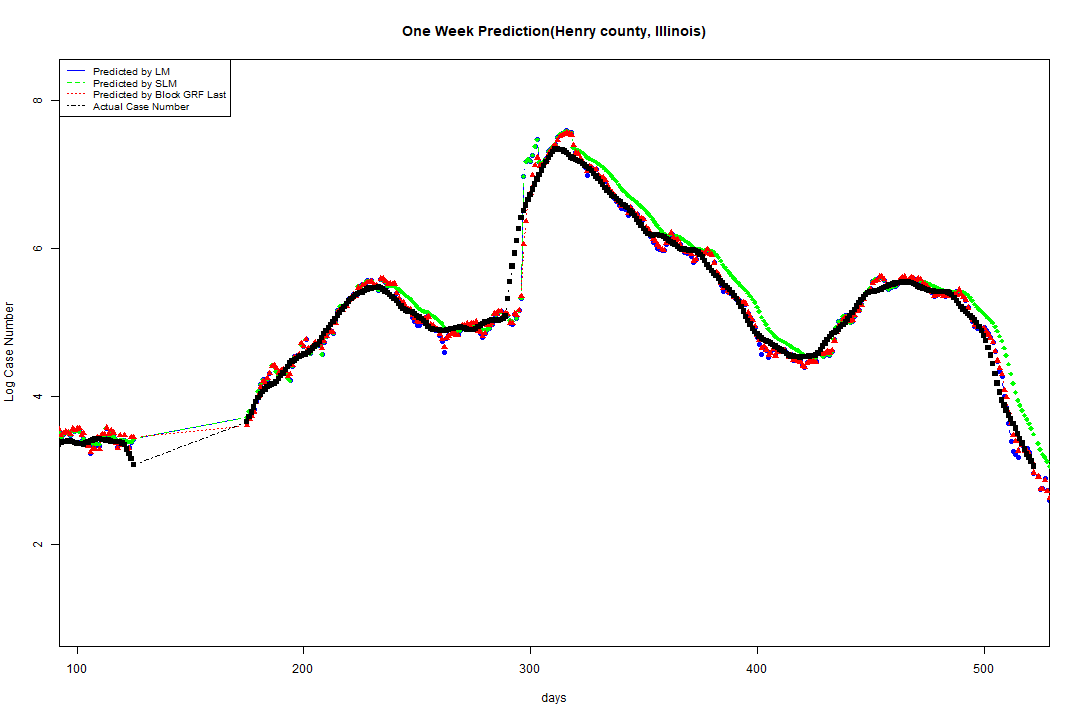 One Week Prediction(Henry county, Illinois)
Predicted by LM
Predicted by SLM
Predicted by Block GRF Last
Actual Case Number
8
6
4
2
Log Case Number
100 200 300 400 500
days